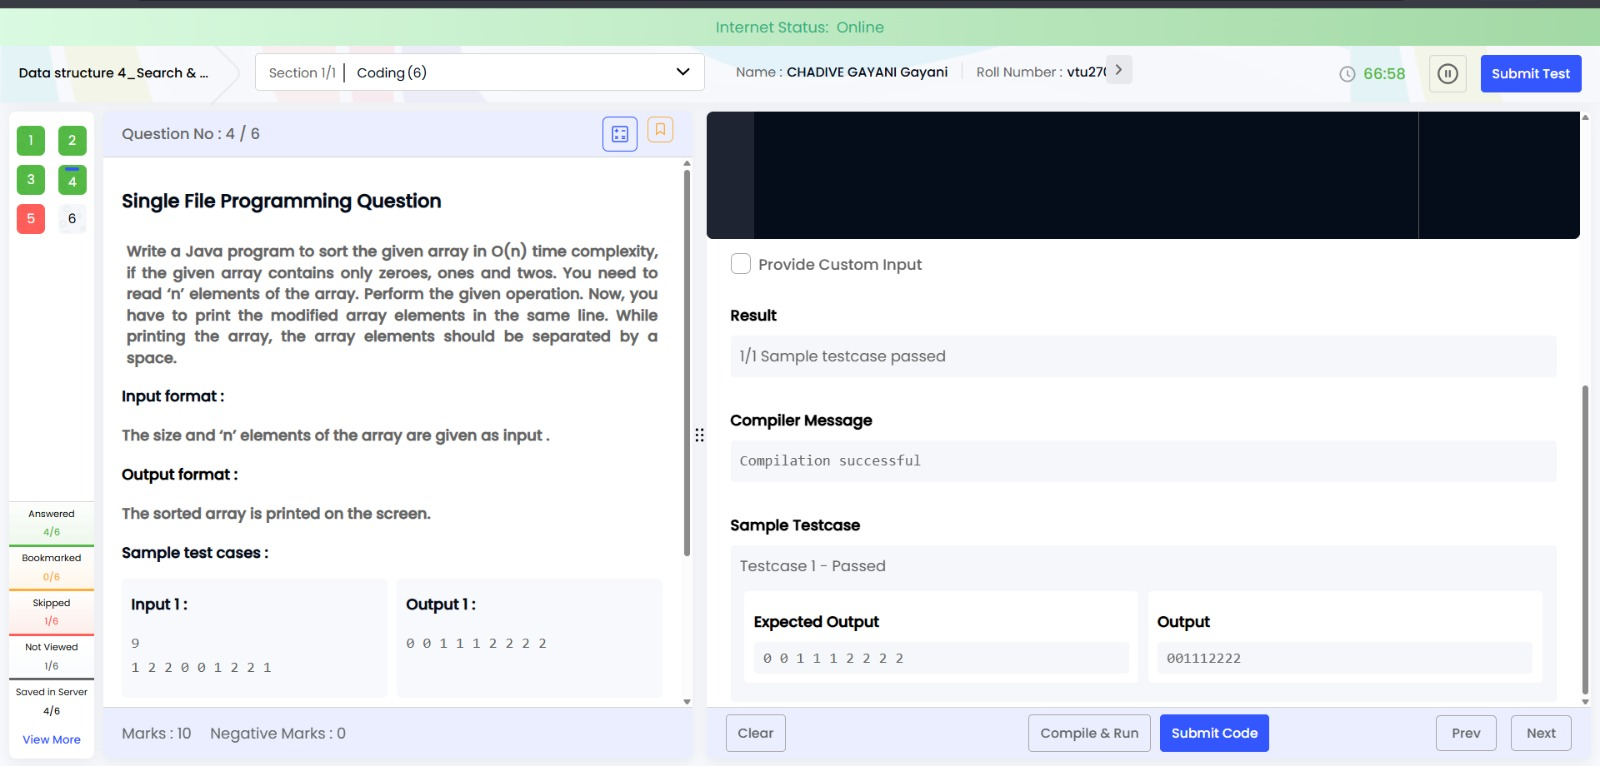 Internet Status: Online
Data structure 4_Search & ...
Section 1/1 | Coding (6)
Name : CHADIVE GAYANI Gayani
Roll Number : vtu27
66:58
Submit Test
1 2
3 4
5 6
Question No : 4 / 6
Single File Programming Question
Write a Java program to sort the given array in O(n) time complexity,
if the given array contains only zeroes, ones and twos. You need to
read ‘n’ elements of the array. Perform the given operation. Now, you
have to print the modified array elements in the same line. While
printing the array, the array elements should be separated by a
space.
Input format :
The size and ‘n’ elements of the array are given as input .
Output format :
The sorted array is printed on the screen.
Sample test cases :
Input 1 :
9
1 2 2 0 0 1 2 2 1
Output 1 :
0 0 1 1 1 2 2 2 2
Marks : 10 Negative Marks : 0
Answered
4/6
Bookmarked
0/6
Skipped
1/6
Not Viewed
1/6
Saved in Server
4/6
View More
Provide Custom Input
Result
1/1 Sample testcase passed
Compiler Message
Compilation successful
Sample Testcase
Testcase 1 - Passed
Expected Output
0 0 1 1 1 2 2 2 2
Output
001112222
Clear
Compile & Run
Submit Code
Prev
Next